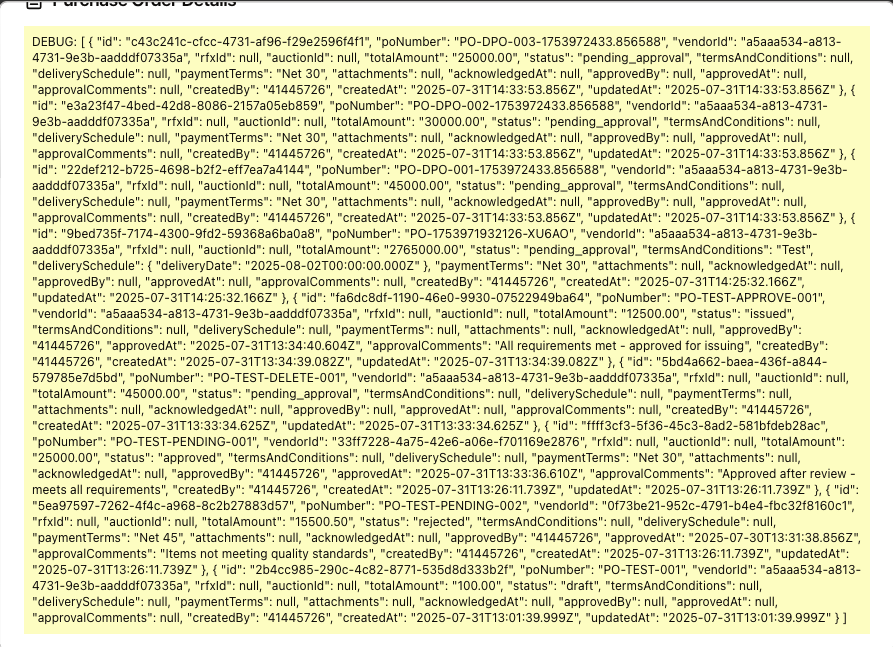 Purchase Order Details
DEBUG: [ { "id": "c43c241c-cfcc-4731-af96-f29e2596f4f1", "poNumber": "PO-DPO-003-1753972433.856588", "vendorId": "a5aaa534-a813-
4731-9e3b-aadddf07335a", "rfxId": null, "auctionId": null, "totalAmount": "25000.00", "status": "pending_approval", "termsAndConditions": null,
"deliverySchedule": null, "paymentTerms": "Net 30", "attachments": null, "acknowledgedAt": null, "approvedBy": null, "approvedAt": null,
"approvalComments": null, "createdBy": "41445726", "createdAt": "2025-07-31T14:33:53.856Z", "updatedAt": "2025-07-31T14:33:53.856Z" }, {
"id": "e3a23f47-4bed-42d8-8086-2157a05eb859", "poNumber": "PO-DPO-002-1753972433.856588", "vendorId": "a5aaa534-a813-4731-
9e3b-aadddf07335a", "rfxId": null, "auctionId": null, "totalAmount": "30000.00", "status": "pending_approval", "termsAndConditions": null,
"deliverySchedule": null, "paymentTerms": "Net 30", "attachments": null, "acknowledgedAt": null, "approvedBy": null, "approvedAt": null,
"approvalComments": null, "createdBy": "41445726", "createdAt": "2025-07-31T14:33:53.856Z", "updatedAt": "2025-07-31T14:33:53.856Z" }, {
"id": "22def212-b725-4698-b2f2-eff7ea7a4144", "poNumber": "PO-DPO-001-1753972433.856588", "vendorId": "a5aaa534-a813-4731-9e3b-
aadddf07335a", "rfxId": null, "auctionId": null, "totalAmount": "45000.00", "status": "pending_approval", "termsAndConditions": null,
"deliverySchedule": null, "paymentTerms": "Net 30", "attachments": null, "acknowledgedAt": null, "approvedBy": null, "approvedAt": null,
"approvalComments": null, "createdBy": "41445726", "createdAt": "2025-07-31T14:33:53.856Z", "updatedAt": "2025-07-31T14:33:53.856Z" }, {
"id": "9bed735f-7174-4300-9fd2-59368a6ba0a8", "poNumber": "PO-1753971932126-XU6AO", "vendorId": "a5aaa534-a813-4731-9e3b-
aadddf07335a", "rfxId": null, "auctionId": null, "totalAmount": "2765000.00", "status": "pending_approval", "termsAndConditions": "Test",
"deliverySchedule": { "deliveryDate": "2025-08-02T00:00:00.000Z" }, "paymentTerms": "Net 30", "attachments": null, "acknowledgedAt": null,
"approvedBy": null, "approvedAt": null, "approvalComments": null, "createdBy": "41445726", "createdAt": "2025-07-31T14:25:32.166Z",
"updatedAt": "2025-07-31T14:25:32.166Z" }, { "id": "fa6dc8df-1190-46e0-9930-07522949ba64", "poNumber": "PO-TEST-APPROVE-001",
"vendorId": "a5aaa534-a813-4731-9e3b-aadddf07335a", "rfxId": null, "auctionId": null, "totalAmount": "12500.00", "status": "issued",
"termsAndConditions": null, "deliverySchedule": null, "paymentTerms": null, "attachments": null, "acknowledgedAt": null, "approvedBy":
"41445726", "approvedAt": "2025-07-31T13:34:40.604Z", "approvalComments": "All requirements met - approved for issuing", "createdBy":
"41445726", "createdAt": "2025-07-31T13:34:39.082Z", "updatedAt": "2025-07-31T13:34:39.082Z" }, { "id": "5bd4a662-baea-436f-a844-
579785e7d5bd", "poNumber": "PO-TEST-DELETE-001", "vendorId": "a5aaa534-a813-4731-9e3b-aadddf07335a", "rfxId": null, "auctionId": null,
"totalAmount": "45000.00", "status": "pending_approval", "termsAndConditions": null, "deliverySchedule": null, "paymentTerms": null,
"attachments": null, "acknowledgedAt": null, "approvedBy": null, "approvedAt": null, "approvalComments": null, "createdBy": "41445726",
"createdAt": "2025-07-31T13:33:34.625Z", "updatedAt": "2025-07-31T13:33:34.625Z" }, { "id": "ffff3cf3-5f36-45c3-8ad2-581bfdeb28ac",
"poNumber": "PO-TEST-PENDING-001", "vendorId": "33ff7228-4a75-42e6-a06e-f701169e2876", "rfxId": null, "auctionId": null, "totalAmount":
"25000.00", "status": "approved", "termsAndConditions": null, "deliverySchedule": null, "paymentTerms": "Net 30", "attachments": null,
"acknowledgedAt": null, "approvedBy": "41445726", "approvedAt": "2025-07-31T13:33:36.610Z", "approvalComments": "Approved after review -
meets all requirements", "createdBy": "41445726", "createdAt": "2025-07-31T13:26:11.739Z", "updatedAt": "2025-07-31T13:26:11.739Z" }, { "id":
"5ea97597-7262-4f4c-a968-8c2b27883d57", "poNumber": "PO-TEST-PENDING-002", "vendorId": "0f73be21-952c-4791-b4e4-fbc32f8160c1",
"rfxId": null, "auctionId": null, "totalAmount": "15500.50", "status": "rejected", "termsAndConditions": null, "deliverySchedule": null,
"paymentTerms": "Net 45", "attachments": null, "acknowledgedAt": null, "approvedBy": "41445726", "approvedAt": "2025-07-30T13:31:38.856Z",
"approvalComments": "Items not meeting quality standards", "createdBy": "41445726", "createdAt": "2025-07-31T13:26:11.739Z", "updatedAt":
"2025-07-31T13:26:11.739Z" }, { "id": "2b4cc985-290c-4c82-8771-535d8d333b2f", "poNumber": "PO-TEST-001", "vendorId": "a5aaa534-a813-
4731-9e3b-aadddf07335a", "rfxId": null, "auctionId": null, "totalAmount": "100.00", "status": "draft", "termsAndConditions": null,
"deliverySchedule": null, "paymentTerms": null, "attachments": null, "acknowledgedAt": null, "approvedBy": null, "approvedAt": null,
"approvalComments": null, "createdBy": "41445726", "createdAt": "2025-07-31T13:01:39.999Z", "updatedAt": "2025-07-31T13:01:39.999Z" } ]